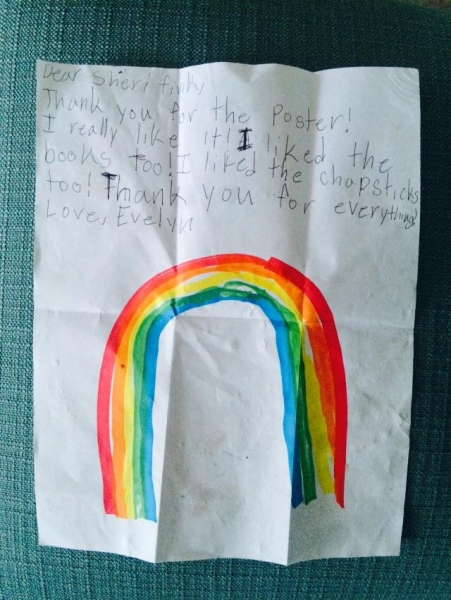 Dear Sheri finky
Thank you for the Poster!
I really like it! I liked the
books too! I liked the chopsticks
too! Thank you for everything!
Love, Evelyn